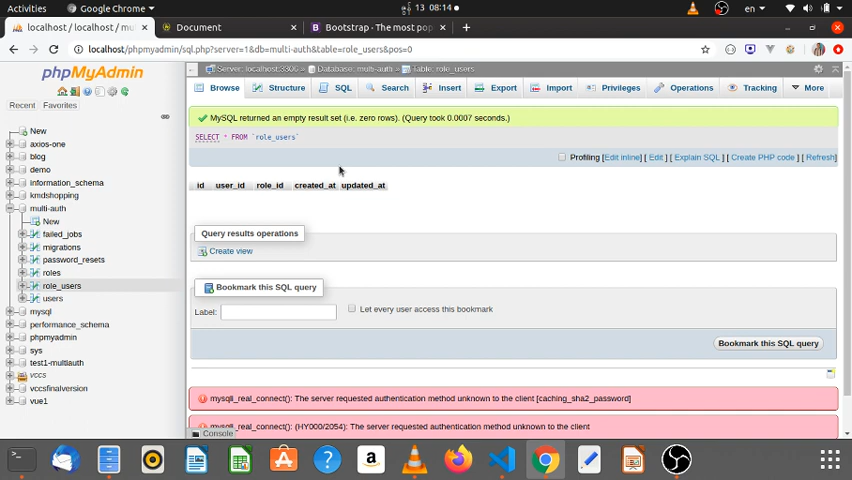 Activities
Google Chrome
13 08:14
en
localhost / localhost / mul
Document
Bootstrap · The most pop
localhost/phpmyadmin/sql.php?server=1&db=multi-auth&table=role_users&pos=0
phpMyAdmin
Recent
Favorites
New
axios-one
blog
demo
information_schema
kmdshopping
multi-auth
New
failed_jobs
migrations
password_resets
roles
role_users
users
mysql
performance_schema
phpmyadmin
sys
test1-multiauth
vccs
vccsfinalversion
vue1
Server: localhost:3306 » Database: multi-auth » Table: role_users
Browse
Structure
SQL
Search
Insert
Export
Import
Privileges
Operations
Tracking
More
MySQL returned an empty result set (i.e. zero rows). (Query took 0.0007 seconds.)
SELECT * FROM `role_users`
Profiling [Edit inline] [ Edit ] [ Explain SQL ] [ Create PHP code ] [ Refresh]
id user_id role_id created_at updated_at
Query results operations
Create view
Bookmark this SQL query
Label:
Let every user access this bookmark
Bookmark this SQL query
mysqli_real_connect(): The server requested authentication method unknown to the client [caching_sha2_password]
mysqli_real_connect(): (HY000/2054): The server requested authentication method unknown to the client
Console